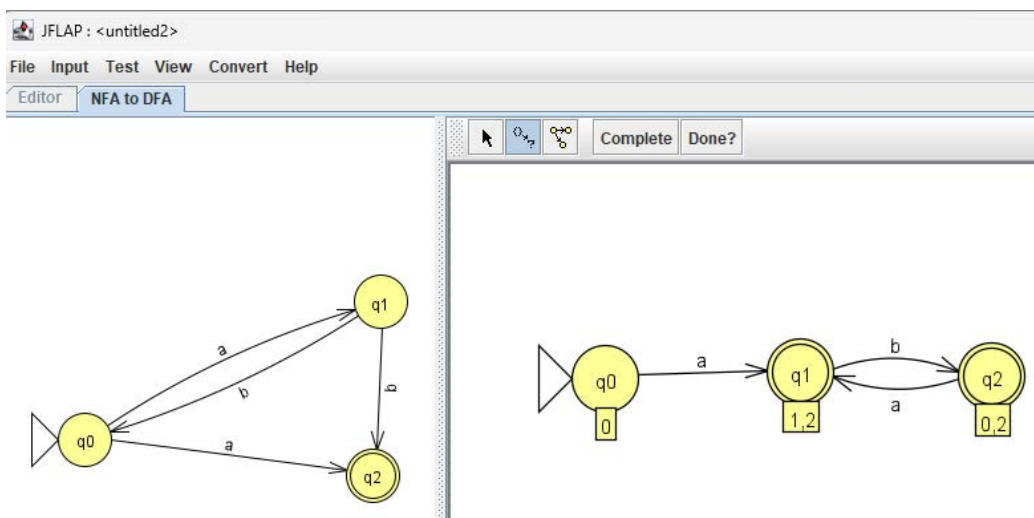 JFLAP : <untitled2>
File Input Test View Convert Help
Editor NFA to DFA
Complete Done?
q1
a
b
b
q0
a
q2
q0
0
a
q1
1,2
b
a
q2
0,2